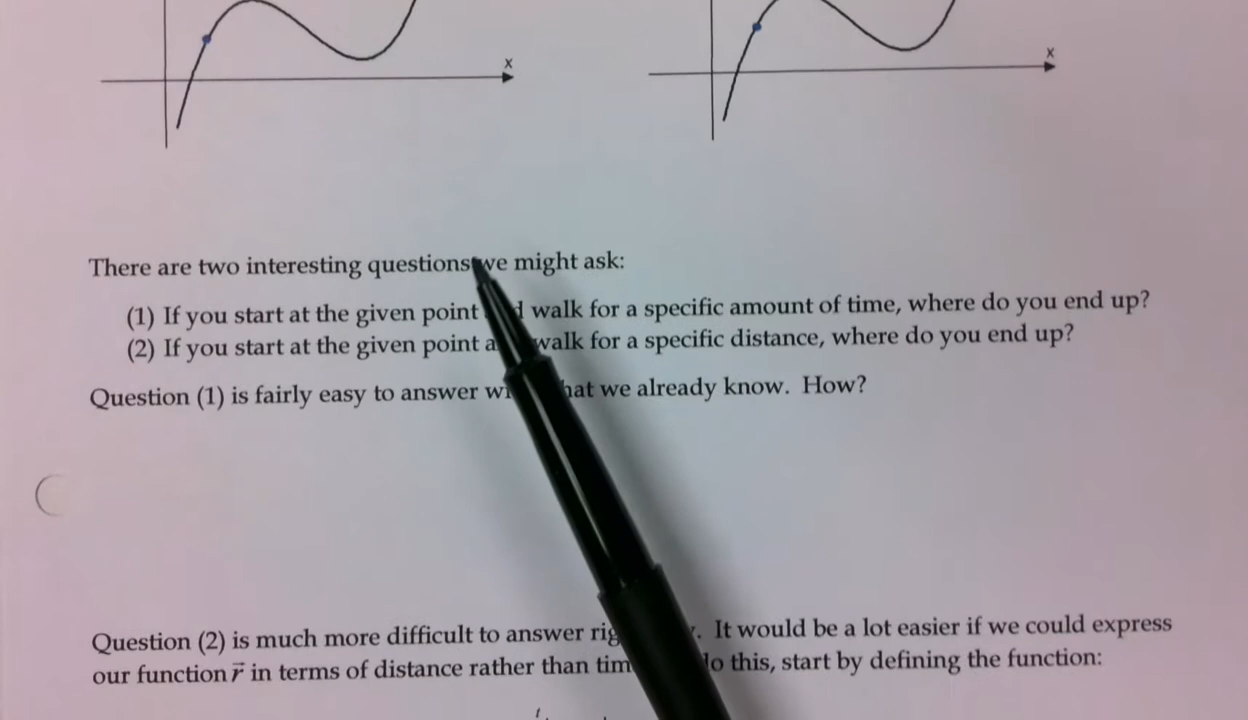 x
x
There are two interesting questions we might ask:
(1) If you start at the given point walk for a specific amount of time, where do you end up?
(2) If you start at the given point walk for a specific distance, where do you end up?
Question (1) is fairly easy to answer we already know. How?
Question (2) is much more difficult to answer It would be a lot easier if we could express
our function r⃗ in terms of distance rather than this, start by defining the function:
t